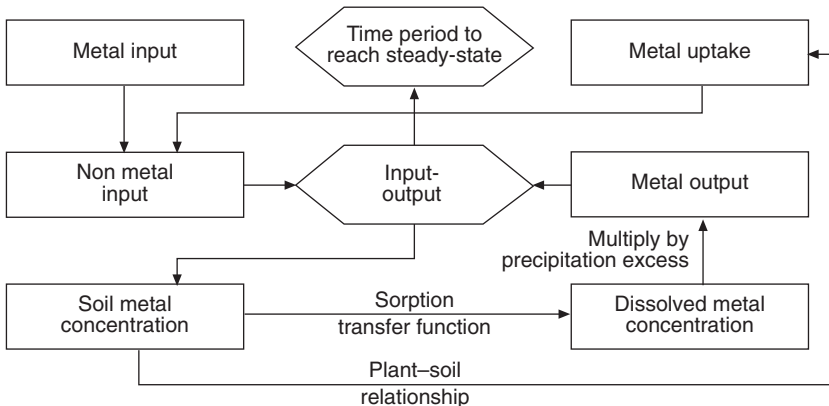 Metal input
Time period to
reach steady-state
Metal uptake
Non metal
input
Input-
output
Metal output
Multiply by
precipitation excess
Soil metal
concentration
Sorption
transfer function
Dissolved metal
concentration
Plant–soil
relationship